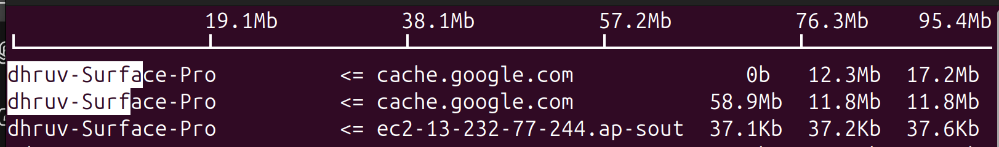 19.1Mb 38.1Mb 57.2Mb 76.3Mb 95.4Mb
dhruv-Surface-Pro <= cache.google.com 0b 12.3Mb 17.2Mb
dhruv-Surface-Pro <= cache.google.com 58.9Mb 11.8Mb 11.8Mb
dhruv-Surface-Pro <= ec2-13-232-77-244.ap-sout 37.1Kb 37.2Kb 37.6Kb